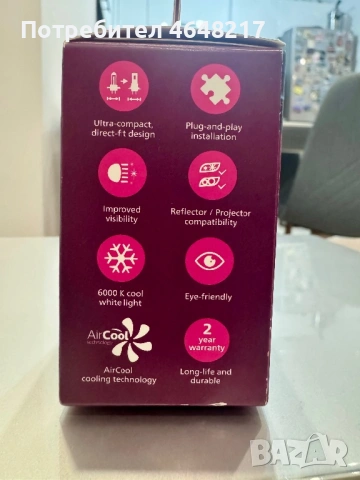 Потребител 4648217
Ultra-compact,
direct-fit design
Plug-and-play
installation
Improved
visibility
Reflector / Projector
compatibility
6000 K cool
white light
Eye-friendly
AirCool
technology
2
year
warranty
AirCool
cooling technology
Long-life and
durable
BAZAR